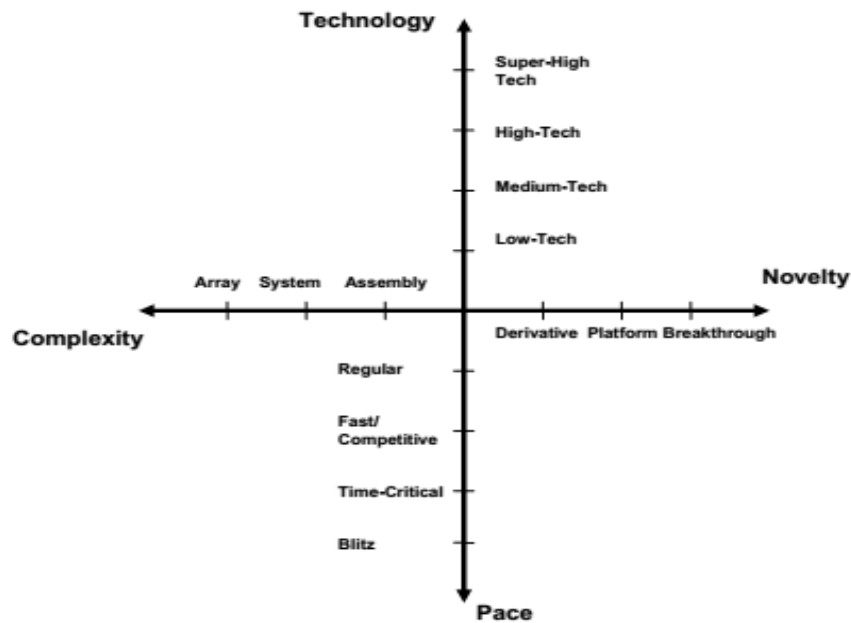 Technology
Super-High
Tech
High-Tech
Medium-Tech
Low-Tech
Novelty
Array System Assembly
Complexity
Derivative Platform Breakthrough
Regular
Fast/
Competitive
Time-Critical
Blitz
Pace